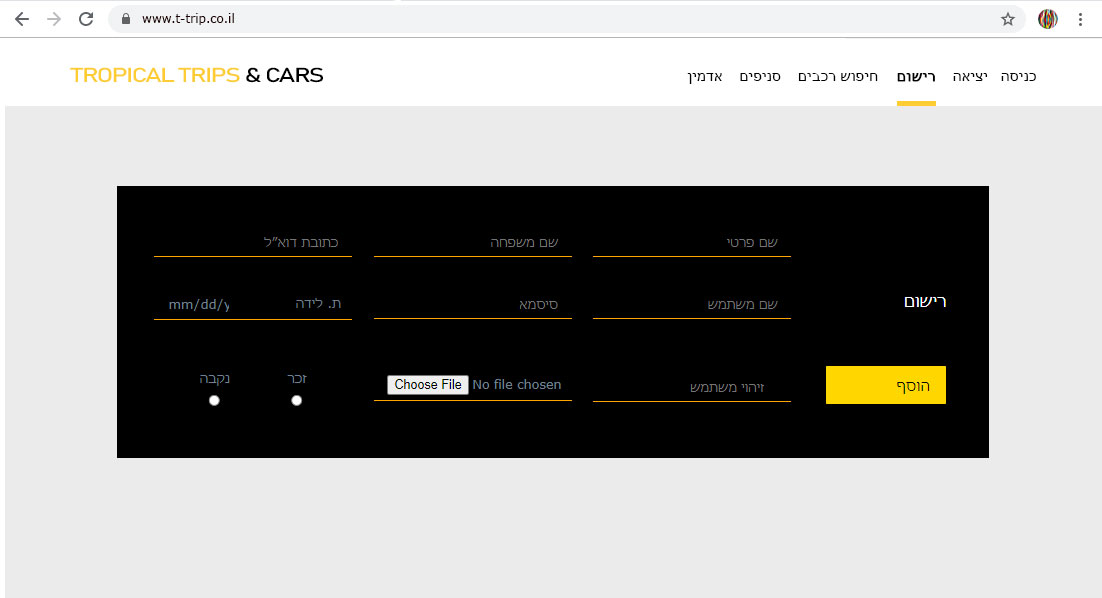 www.t-trip.co.il
TROPICAL TRIPS & CARS
כניסה יציאה רישום חיפוש רכבים סניפים אדמין
שם פרטי שם משפחה כתובת דוא"ל
רישום
שם משתמש סיסמא ת. לידה mm/dd/y
הוסף
זיהוי משתמש Choose File No file chosen זכר נקבה